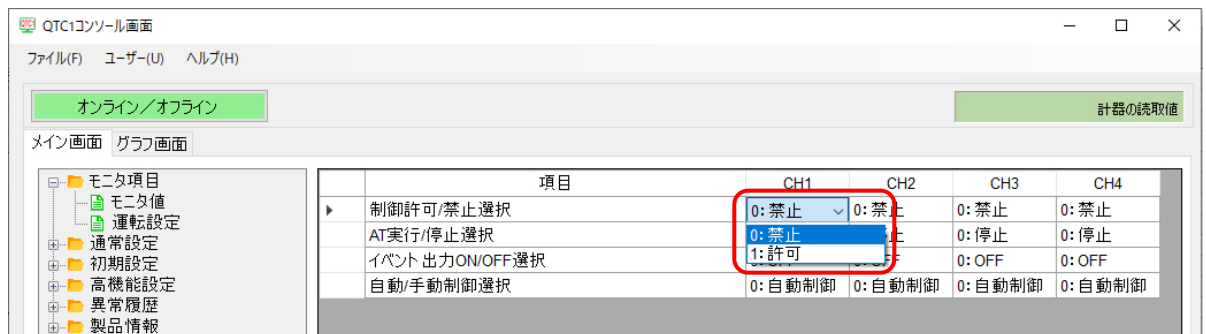 QTC1コンソール画面
ファイル(F) ユーザー(U) ヘルプ(H)
オンライン/オフライン
計器の読取値
メイン画面 グラフ画面
モニタ項目
モニタ値
運転設定
通常設定
初期設定
高機能設定
異常履歴
製品情報
項目 CH1 CH2 CH3 CH4
制御許可/禁止選択 0:禁止 0:禁止 0:禁止 0:禁止
AT実行/停止選択 0:停止 0:停止
イベント出力ON/OFF選択 0:OFF 0:OFF
自動/手動制御選択 0:自動制御 0:自動制御 0:自動制御 0:自動制御
0:禁止
1:許可